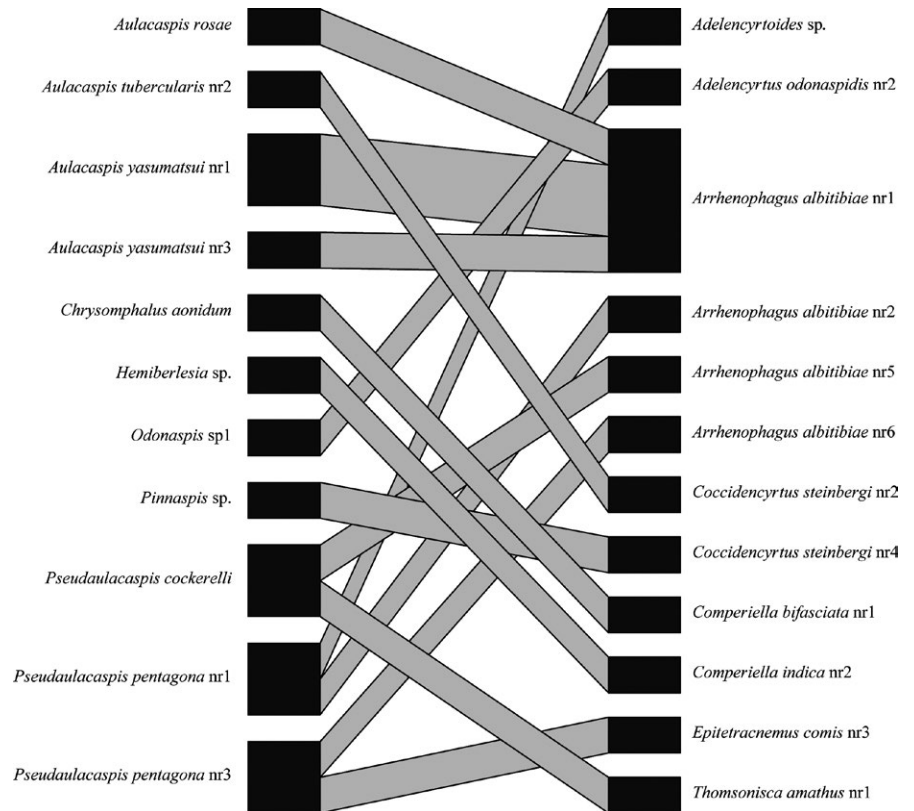 Aulacaspis rosae
Aulacaspis tubercularis nr2
Aulacaspis yasumatsui nr1
Aulacaspis yasumatsui nr3
Chrysomphalus aonidum
Hemiberlesia sp.
Odonaspis sp1
Pinnaspis sp.
Pseudaulacaspis cockerelli
Pseudaulacaspis pentagona nr1
Pseudaulacaspis pentagona nr3
Adelencyrtoides sp.
Adelencyrtus odonaspidis nr2
Arrhenophagus albitibiae nr1
Arrhenophagus albitibiae nr2
Arrhenophagus albitibiae nr5
Arrhenophagus albitibiae nr6
Coccidencyrtus steinbergi nr2
Coccidencyrtus steinbergi nr4
Comperiella bifasciata nr1
Comperiella indica nr2
Epitetracnemus comis nr3
Thomsonisca amathus nr1